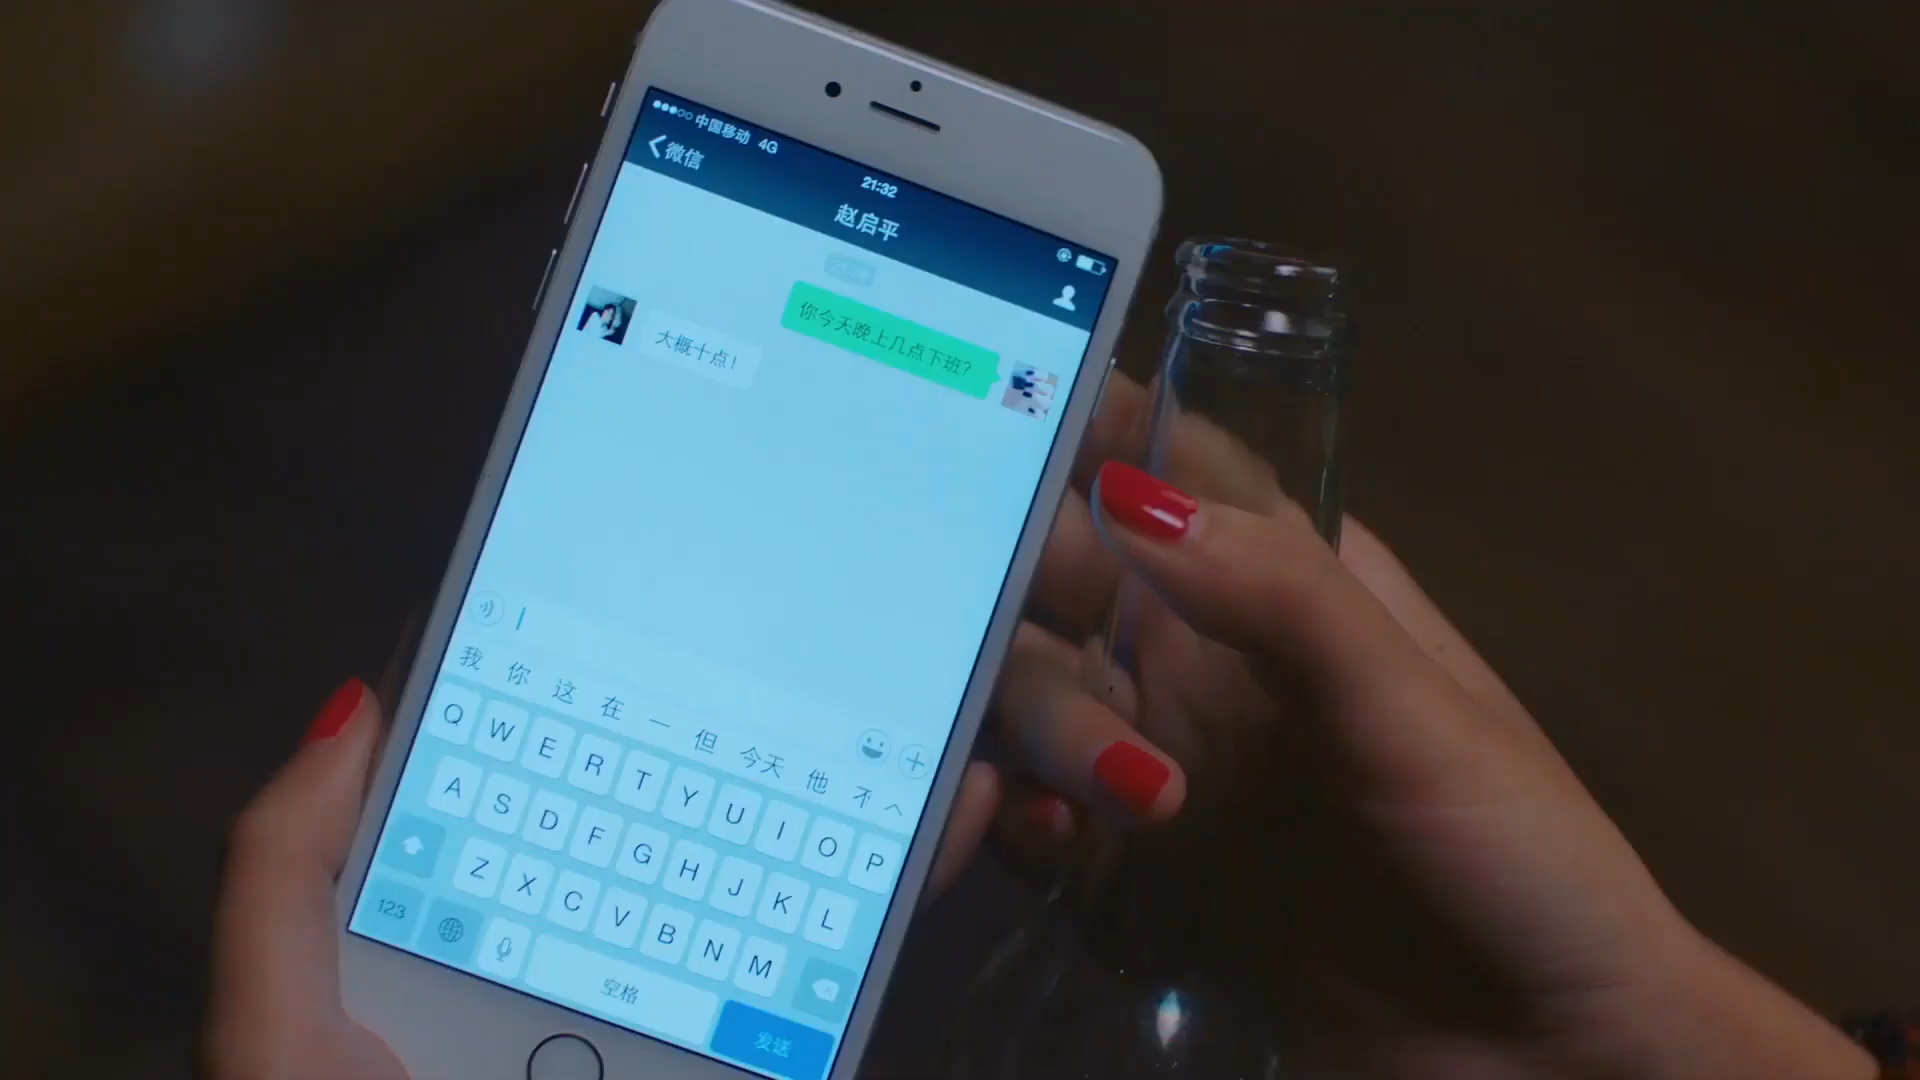 中国移动 4G
21:32
微信
赵启平
你今天晚上几点下班?
大概十点!
我 你 这 在 一 但 今天 他 不
Q W E R T Y U I O P
A S D F G H J K L
Z X C V B N M
123
空格
发送